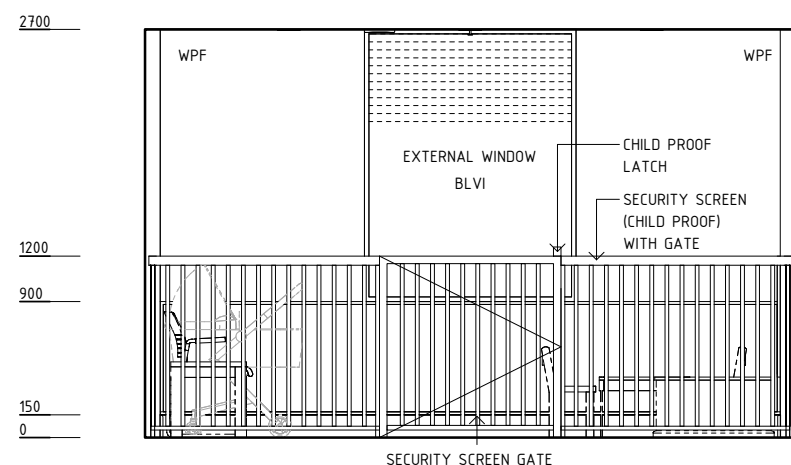 2700
WPF
WPF
EXTERNAL WINDOW
BLVI
CHILD PROOF
LATCH
SECURITY SCREEN
(CHILD PROOF)
WITH GATE
1200
900
150
0
SECURITY SCREEN GATE